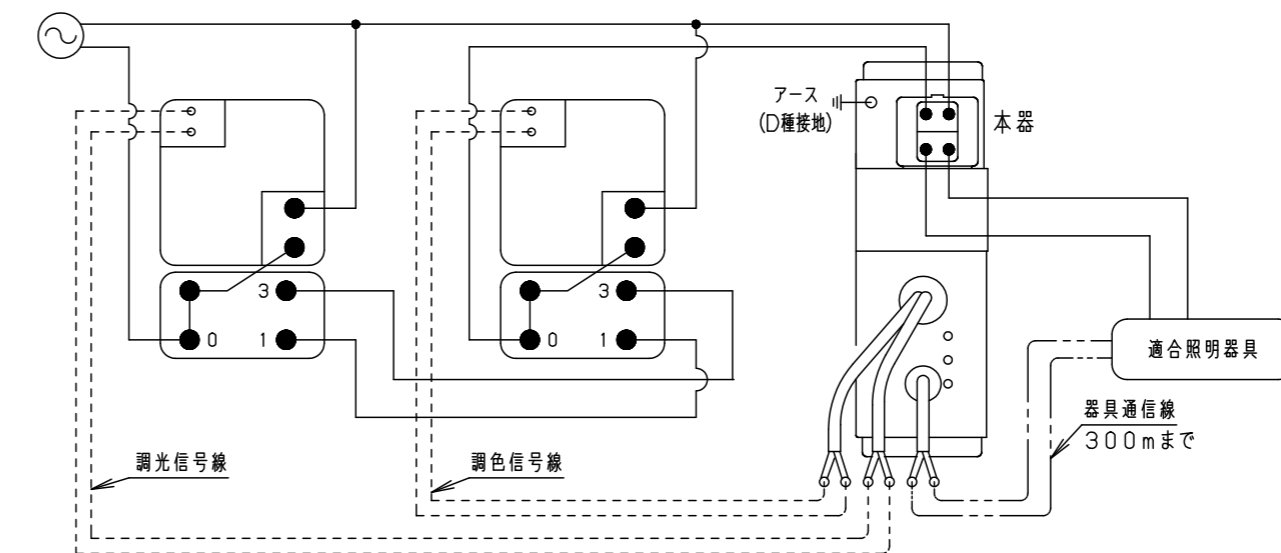 アース
(D種接地)
本器
3
0
1
3
0
1
適合照明器具
器具通信線
300mまで
調光信号線
調色信号線